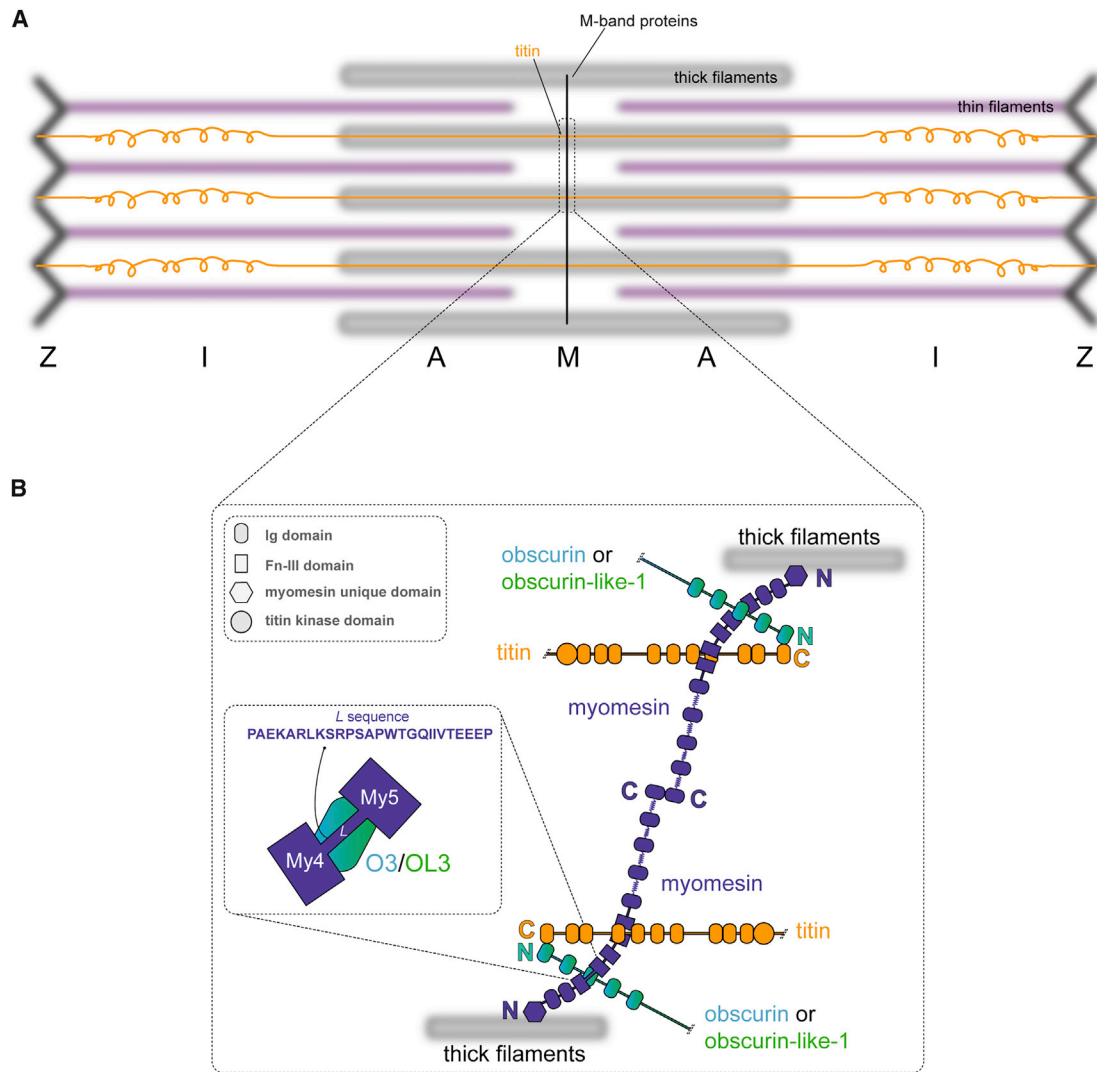 A
M-band proteins
titin
thick filaments
thin filaments
Z I A M A I Z
B
Ig domain
Fn-III domain
myomesin unique domain
titin kinase domain
thick filaments
obscurin or
obscurin-like-1
N
N
titin
C
myomesin
L sequence
PAEKARLKSRPSAPWTGQIIVTEEEP
My5
L
My4
O3/OL3
C C
myomesin
C
titin
N
N
obscurin or
obscurin-like-1
thick filaments